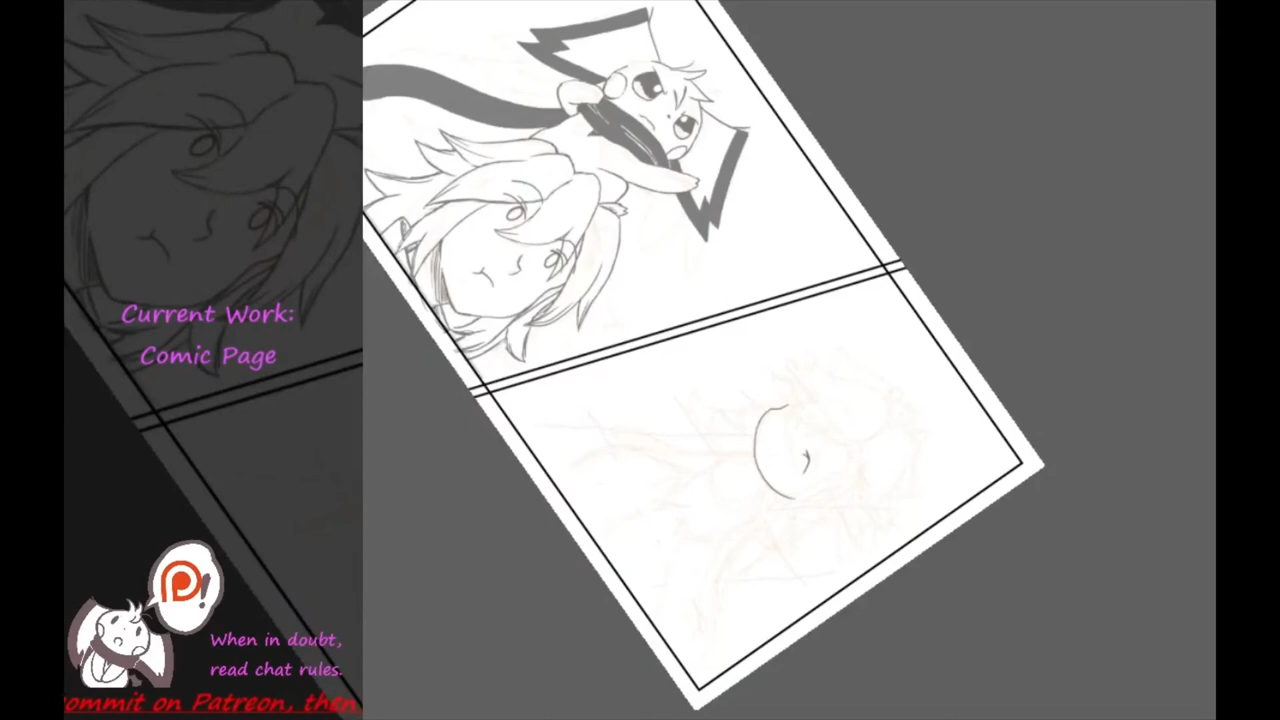 Current Work:
Comic Page
!
When in doubt,
read chat rules.
ommit on Patreon, then